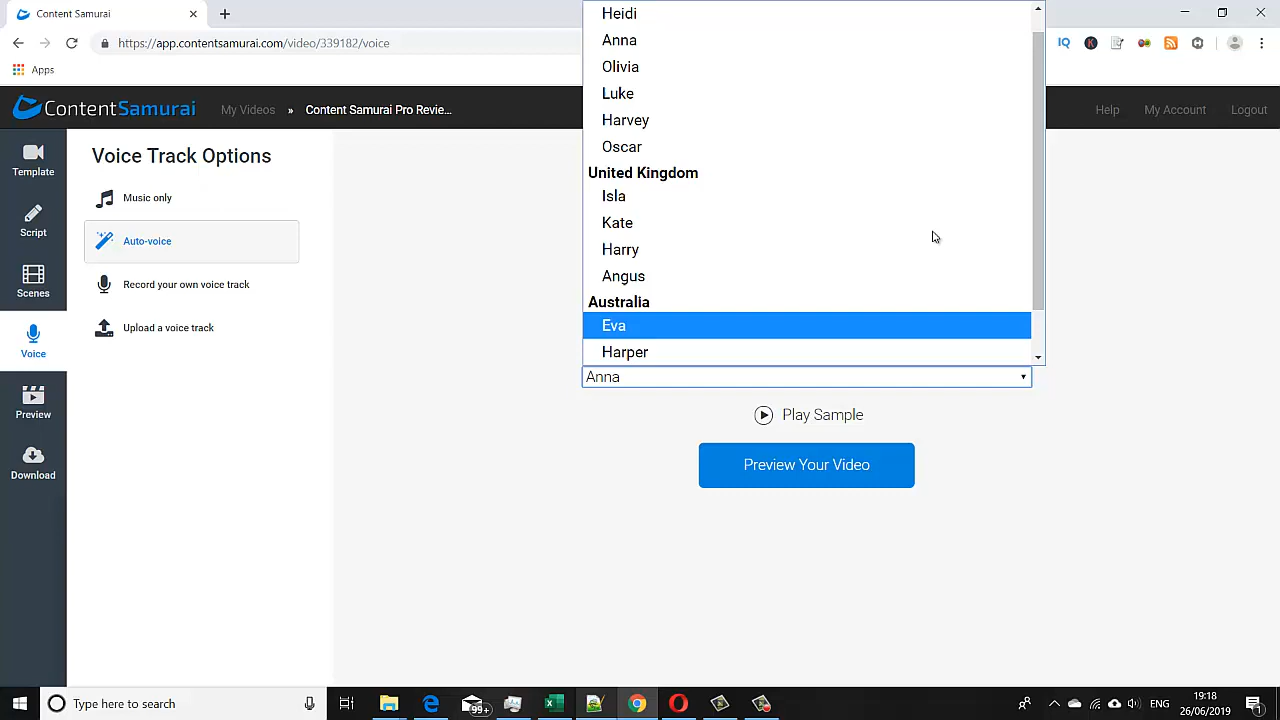 Content Samurai
https://app.contentsamurai.com/video/339182/voice
IQ
K
Apps
ContentSamurai
My Videos
»
Content Samurai Pro Revie...
Help
My Account
Logout
Template
Script
Scenes
Voice
Preview
Download
Voice Track Options
Music only
Auto-voice
Record your own voice track
Upload a voice track
Heidi
Anna
Olivia
Luke
Harvey
Oscar
United Kingdom
Isla
Kate
Harry
Angus
Australia
Eva
Harper
Anna
Play Sample
Preview Your Video
Type here to search
99+
ENG
19:18
26/06/2019
1